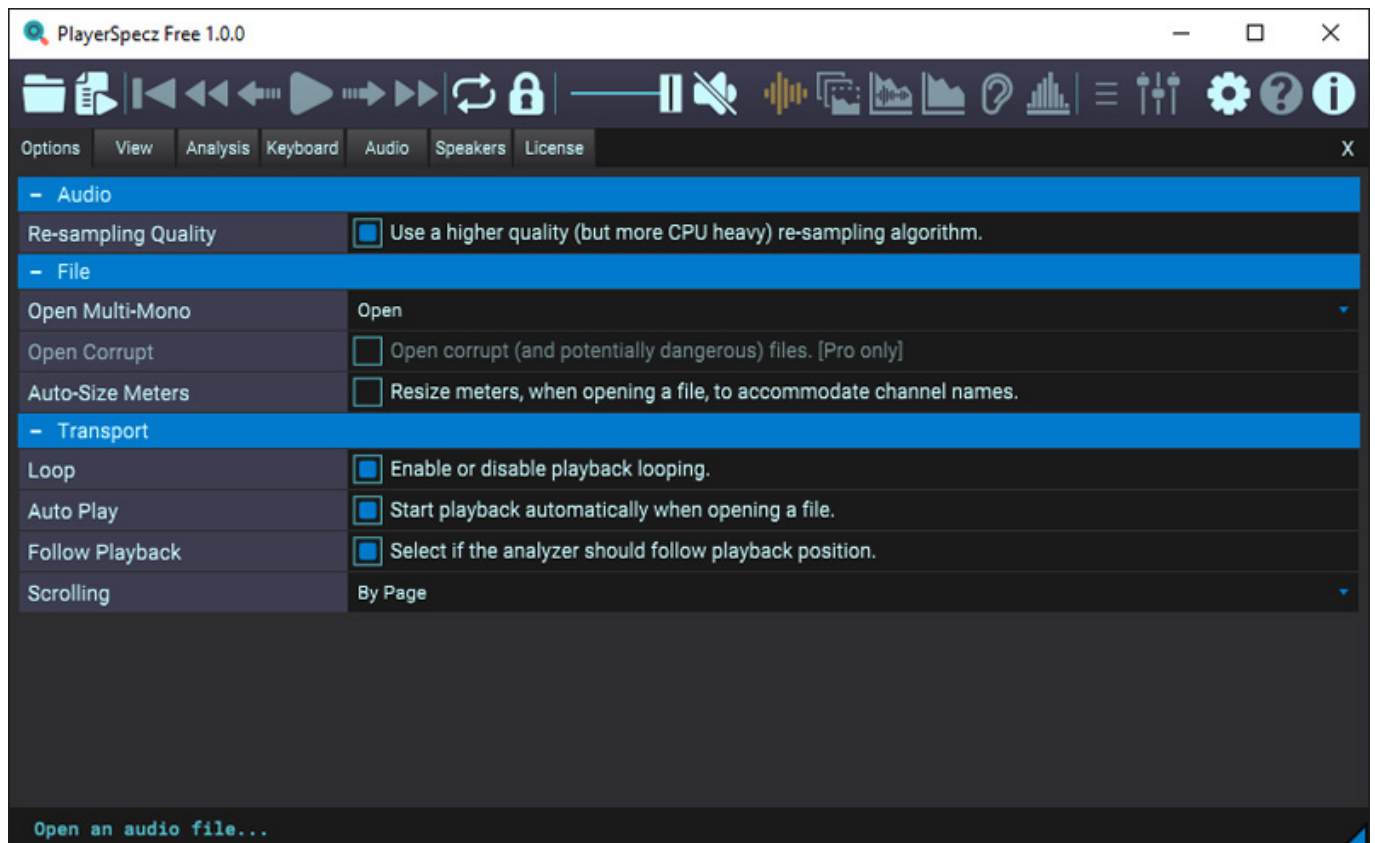 PlayerSpecz Free 1.0.0
Options View Analysis Keyboard Audio Speakers License X
– Audio
Re-sampling Quality Use a higher quality (but more CPU heavy) re-sampling algorithm.
– File
Open Multi-Mono Open
Open Corrupt Open corrupt (and potentially dangerous) files. [Pro only]
Auto-Size Meters Resize meters, when opening a file, to accommodate channel names.
– Transport
Loop Enable or disable playback looping.
Auto Play Start playback automatically when opening a file.
Follow Playback Select if the analyzer should follow playback position.
Scrolling By Page
Open an audio file...